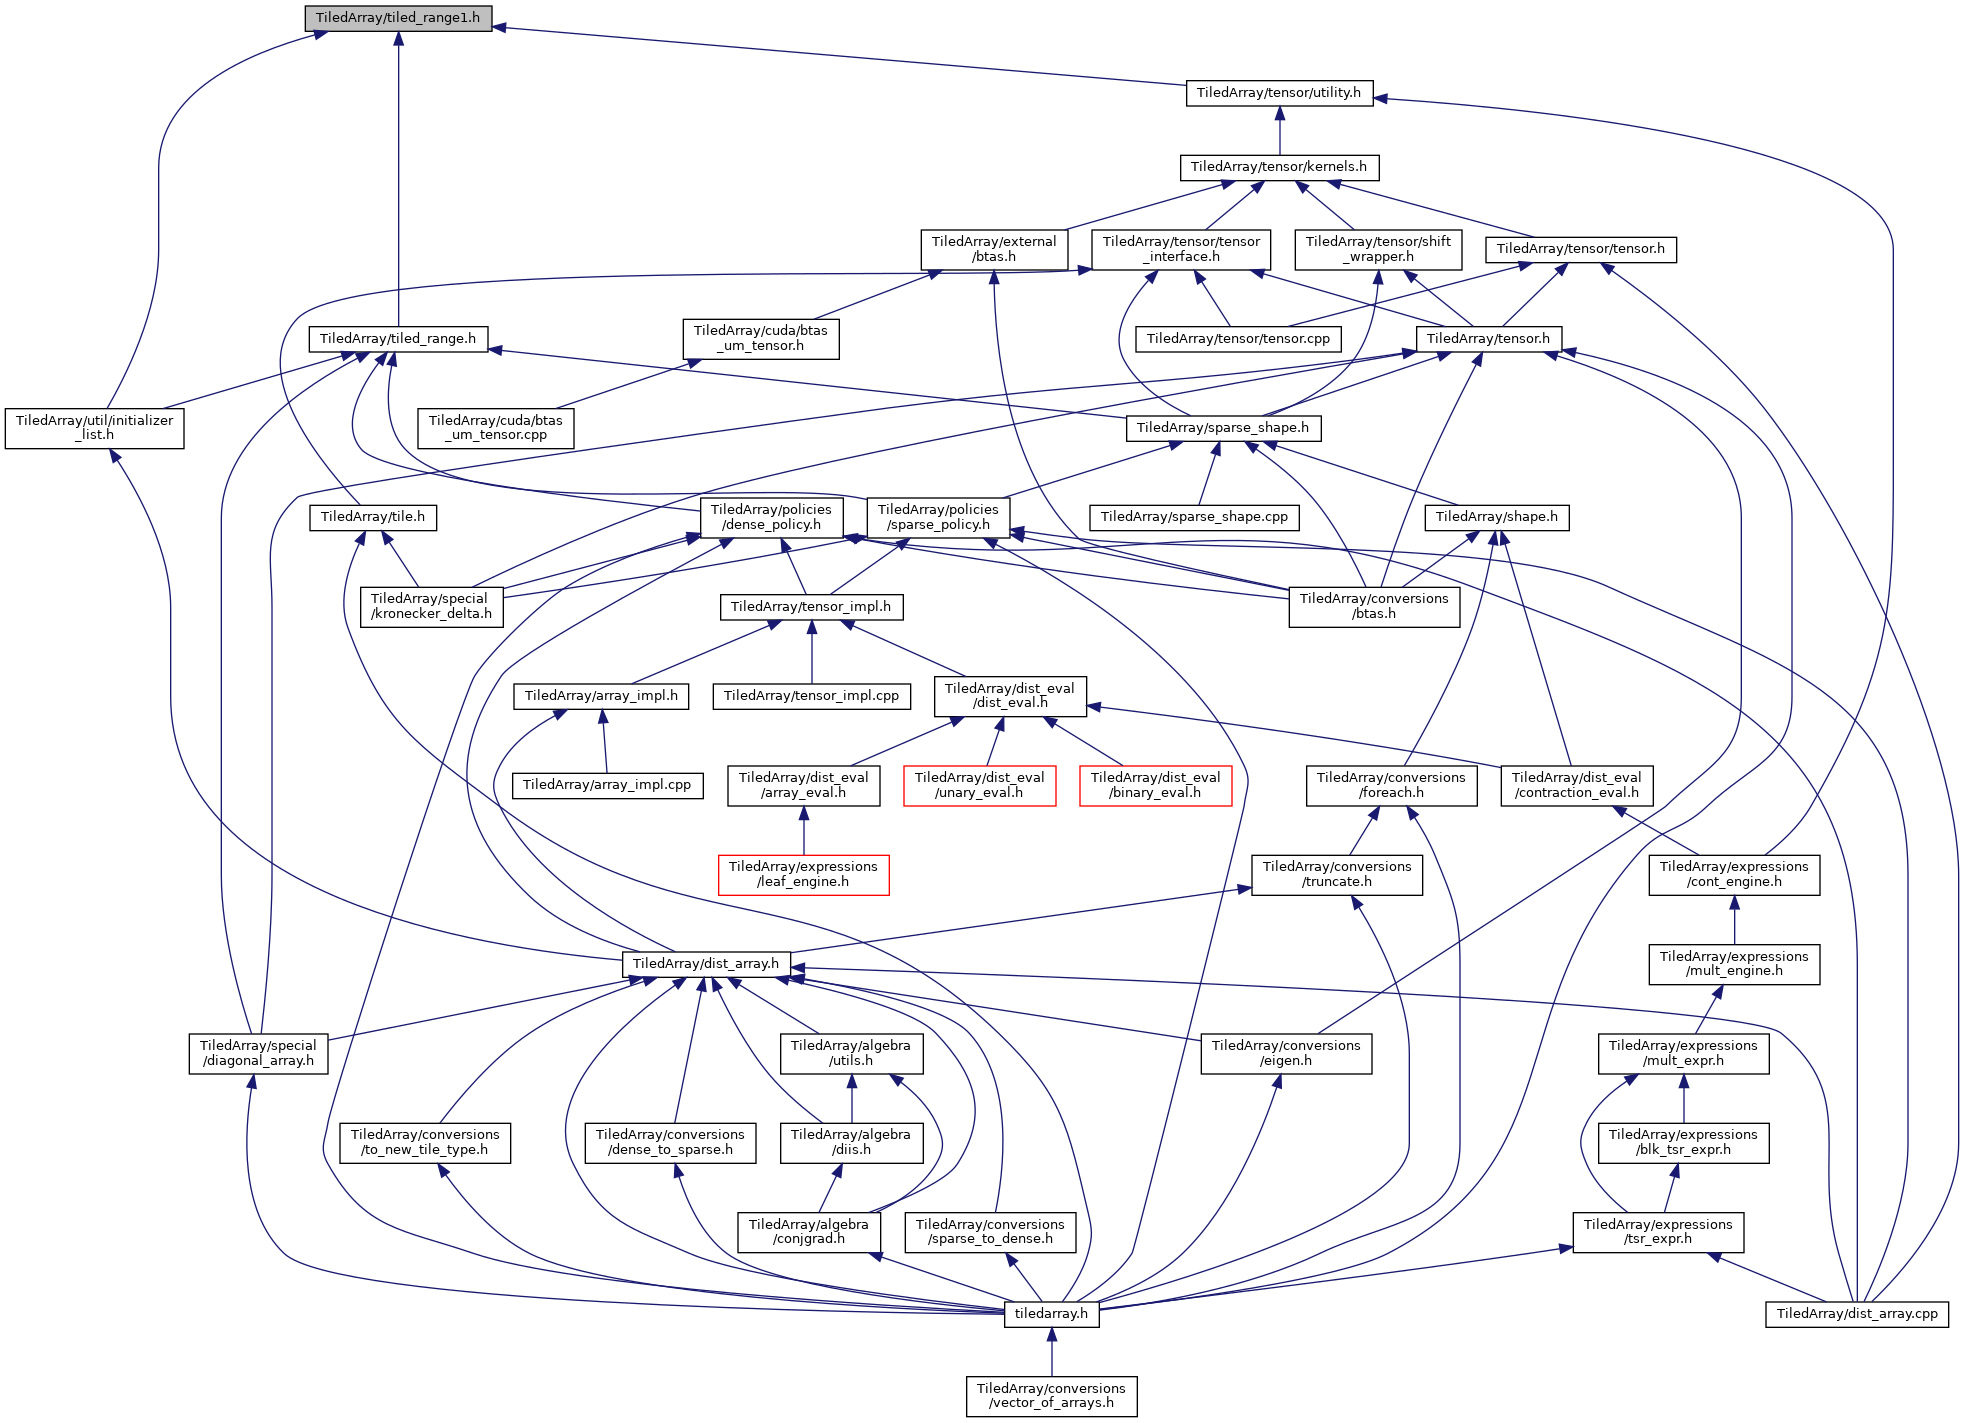 TiledArray/tiled_range1.h
TiledArray/tensor/utility.h
TiledArray/tensor/kernels.h
TiledArray/external
/btas.h
TiledArray/tensor/tensor
_interface.h
TiledArray/tensor/shift
_wrapper.h
TiledArray/tensor/tensor.h
TiledArray/tiled_range.h
TiledArray/cuda/btas
_um_tensor.h
TiledArray/tensor/tensor.cpp
TiledArray/tensor.h
TiledArray/util/initializer
_list.h
TiledArray/cuda/btas
_um_tensor.cpp
TiledArray/sparse_shape.h
TiledArray/tile.h
TiledArray/policies
/dense_policy.h
TiledArray/policies
/sparse_policy.h
TiledArray/sparse_shape.cpp
TiledArray/shape.h
TiledArray/special
/kronecker_delta.h
TiledArray/tensor_impl.h
TiledArray/conversions
/btas.h
TiledArray/array_impl.h
TiledArray/tensor_impl.cpp
TiledArray/dist_eval
/dist_eval.h
TiledArray/array_impl.cpp
TiledArray/dist_eval
/array_eval.h
TiledArray/dist_eval
/unary_eval.h
TiledArray/dist_eval
/binary_eval.h
TiledArray/conversions
/foreach.h
TiledArray/dist_eval
/contraction_eval.h
TiledArray/expressions
/leaf_engine.h
TiledArray/conversions
/truncate.h
TiledArray/expressions
/cont_engine.h
TiledArray/dist_array.h
TiledArray/expressions
/mult_engine.h
TiledArray/special
/diagonal_array.h
TiledArray/algebra
/utils.h
TiledArray/conversions
/eigen.h
TiledArray/expressions
/mult_expr.h
TiledArray/conversions
/to_new_tile_type.h
TiledArray/conversions
/dense_to_sparse.h
TiledArray/algebra
/diis.h
TiledArray/expressions
/blk_tsr_expr.h
TiledArray/algebra
/conjgrad.h
TiledArray/conversions
/sparse_to_dense.h
TiledArray/expressions
/tsr_expr.h
tiledarray.h
TiledArray/dist_array.cpp
TiledArray/conversions
/vector_of_arrays.h